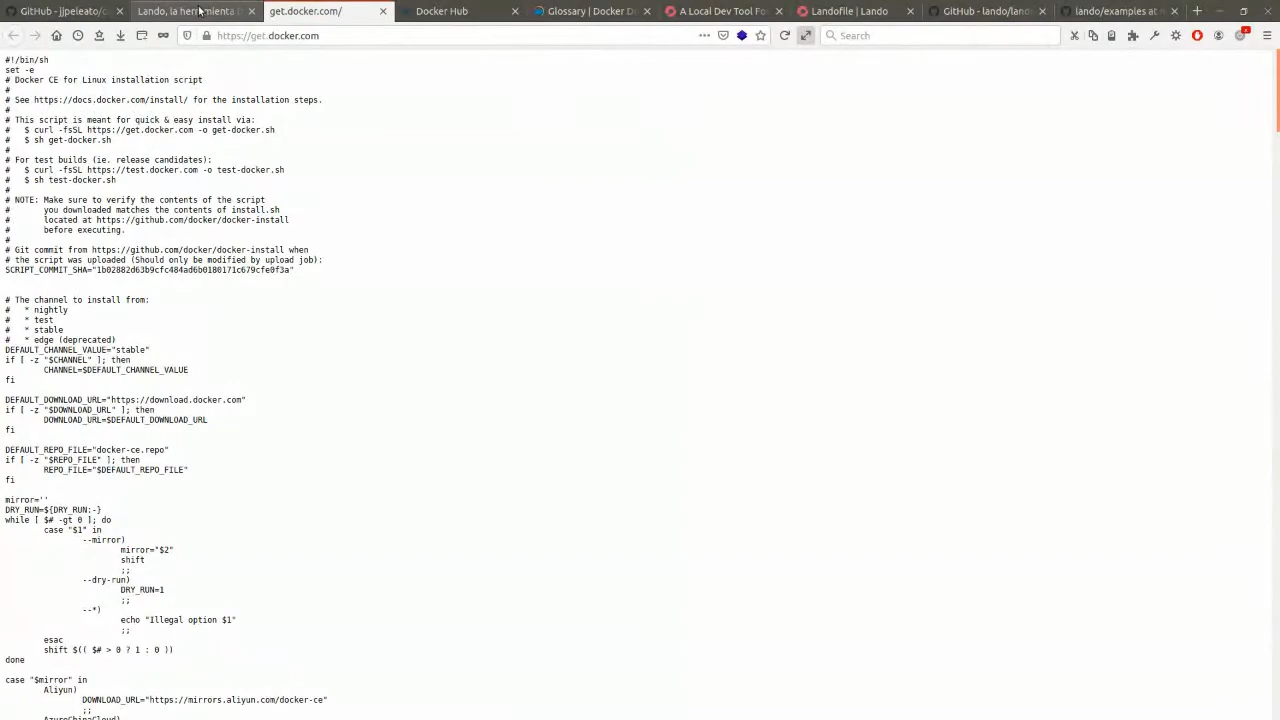 GitHub - jjpeleato/c
Lando, la herramienta
get.docker.com/
Docker Hub
Glossary | Docker D
A Local Dev Tool Fo
Landofile | Lando
GitHub - lando/land
lando/examples at
https://get.docker.com
Search
#!/bin/sh
set -e
# Docker CE for Linux installation script
#
# See https://docs.docker.com/install/ for the installation steps.
#
# This script is meant for quick & easy install via:
#   $ curl -fsSL https://get.docker.com -o get-docker.sh
#   $ sh get-docker.sh
#
# For test builds (ie. release candidates):
#   $ curl -fsSL https://test.docker.com -o test-docker.sh
#   $ sh test-docker.sh
#
# NOTE: Make sure to verify the contents of the script
#       you downloaded matches the contents of install.sh
#       located at https://github.com/docker/docker-install
#       before executing.
#
# Git commit from https://github.com/docker/docker-install when
# the script was uploaded (Should only be modified by upload job):
SCRIPT_COMMIT_SHA="1b02882d63b9cfc484ad6b0180171c679cfe0f3a"
# The channel to install from:
#   * nightly
#   * test
#   * stable
#   * edge (deprecated)
DEFAULT_CHANNEL_VALUE="stable"
if [ -z "$CHANNEL" ]; then
CHANNEL=$DEFAULT_CHANNEL_VALUE
fi
DEFAULT_DOWNLOAD_URL="https://download.docker.com"
if [ -z "$DOWNLOAD_URL" ]; then
DOWNLOAD_URL=$DEFAULT_DOWNLOAD_URL
fi
DEFAULT_REPO_FILE="docker-ce.repo"
if [ -z "$REPO_FILE" ]; then
REPO_FILE="$DEFAULT_REPO_FILE"
fi
mirror=''
DRY_RUN=${DRY_RUN:-}
while [ $# -gt 0 ]; do
case "$1" in
--mirror)
mirror="$2"
shift
;;
--dry-run)
DRY_RUN=1
;;
--*)
echo "Illegal option $1"
;;
esac
shift $(( $# > 0 ? 1 : 0 ))
done
case "$mirror" in
Aliyun)
DOWNLOAD_URL="https://mirrors.aliyun.com/docker-ce"
;;
AzureChinaCloud)